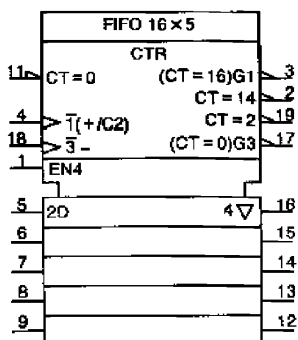 FIFO 16×5
CTR
11 CT=0 (CT=16)G1 3
CT=14 2
4 1̅(+/C2) CT=2 19
18 3̅- (CT=0)G3 17
1 EN4
5 2D 4▽ 16
6 15
7 14
8 13
9 12